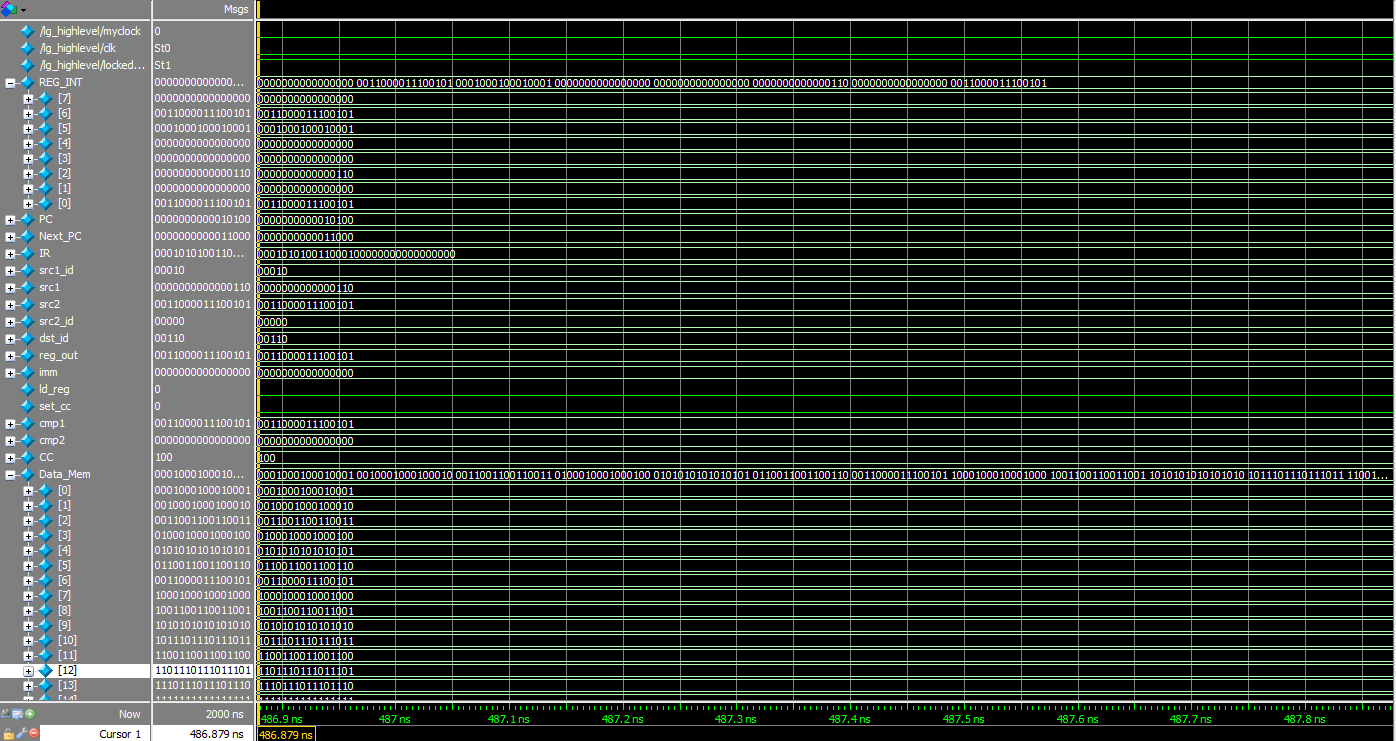 Msgs
/lg_highlevel/myclock 0
/lg_highlevel/clk St0
/lg_highlevel/locked... St1
REG_INT 0000000000000... 0000000000000000 0011000011100101 0001000100010001 0000000000000000 0000000000000000 0000000000000110 0000000000000000 0011000011100101
[7] 0000000000000000 0000000000000000
[6] 0011000011100101 0011000011100101
[5] 0001000100010001 0001000100010001
[4] 0000000000000000 0000000000000000
[3] 0000000000000000 0000000000000000
[2] 0000000000000110 0000000000000110
[1] 0000000000000000 0000000000000000
[0] 0011000011100101 0011000011100101
PC 0000000000010100 0000000000010100
Next_PC 0000000000011000 0000000000011000
IR 0001010100110... 00010101001100010000000000000000
src1_id 00010 00010
src1 0000000000000110 0000000000000110
src2 0011000011100101 0011000011100101
src2_id 00000 00000
dst_id 00110 00110
reg_out 0011000011100101 0011000011100101
imm 0000000000000000 0000000000000000
ld_reg 0
set_cc 0
cmp1 0011000011100101 0011000011100101
cmp2 0000000000000000 0000000000000000
CC 100 100
Data_Mem 0001000100010... 0001000100010001 0010001000100010 0011001100110011 0100010001000100 0101010101010101 0110011001100110 0011000011100101 1000100010001000 1001100110011001 1010101010101010 1011101110111011 11001...
[0] 0001000100010001 0001000100010001
[1] 0010001000100010 0010001000100010
[2] 0011001100110011 0011001100110011
[3] 0100010001000100 0100010001000100
[4] 0101010101010101 0101010101010101
[5] 0110011001100110 0110011001100110
[6] 0011000011100101 0011000011100101
[7] 1000100010001000 1000100010001000
[8] 1001100110011001 1001100110011001
[9] 1010101010101010 1010101010101010
[10] 1011101110111011 1011101110111011
[11] 1100110011001100 1100110011001100
[12] 1101110111011101 1101110111011101
[13] 1110111011101110 1110111011101110
Now 2000 ns 486.9 ns 487 ns 487.1 ns 487.2 ns 487.3 ns 487.4 ns 487.5 ns 487.6 ns 487.7 ns 487.8 ns
Cursor 1 486.879 ns 486.879 ns